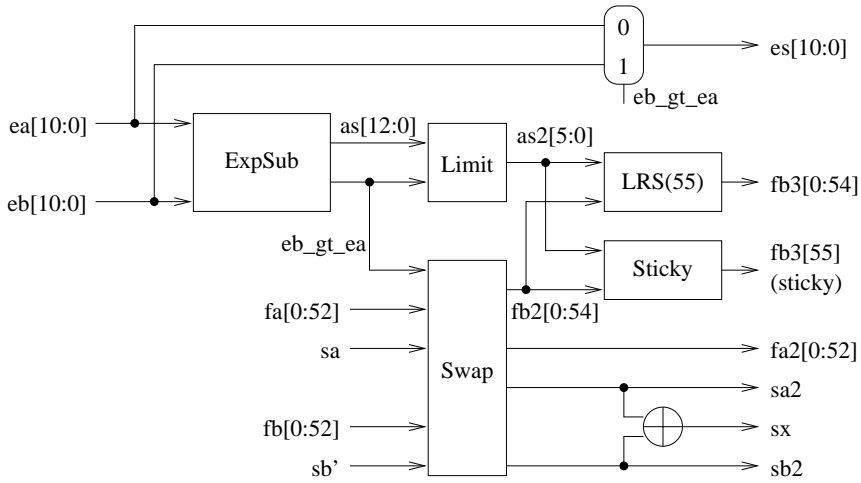 0
es[10:0]
1
eb_gt_ea
ea[10:0]
as[12:0]
as2[5:0]
ExpSub
Limit
LRS(55)
fb3[0:54]
eb[10:0]
eb_gt_ea
Sticky
fb3[55]
(sticky)
fa[0:52]
fb2[0:54]
sa
Swap
fa2[0:52]
sa2
fb[0:52]
sx
sb'
sb2